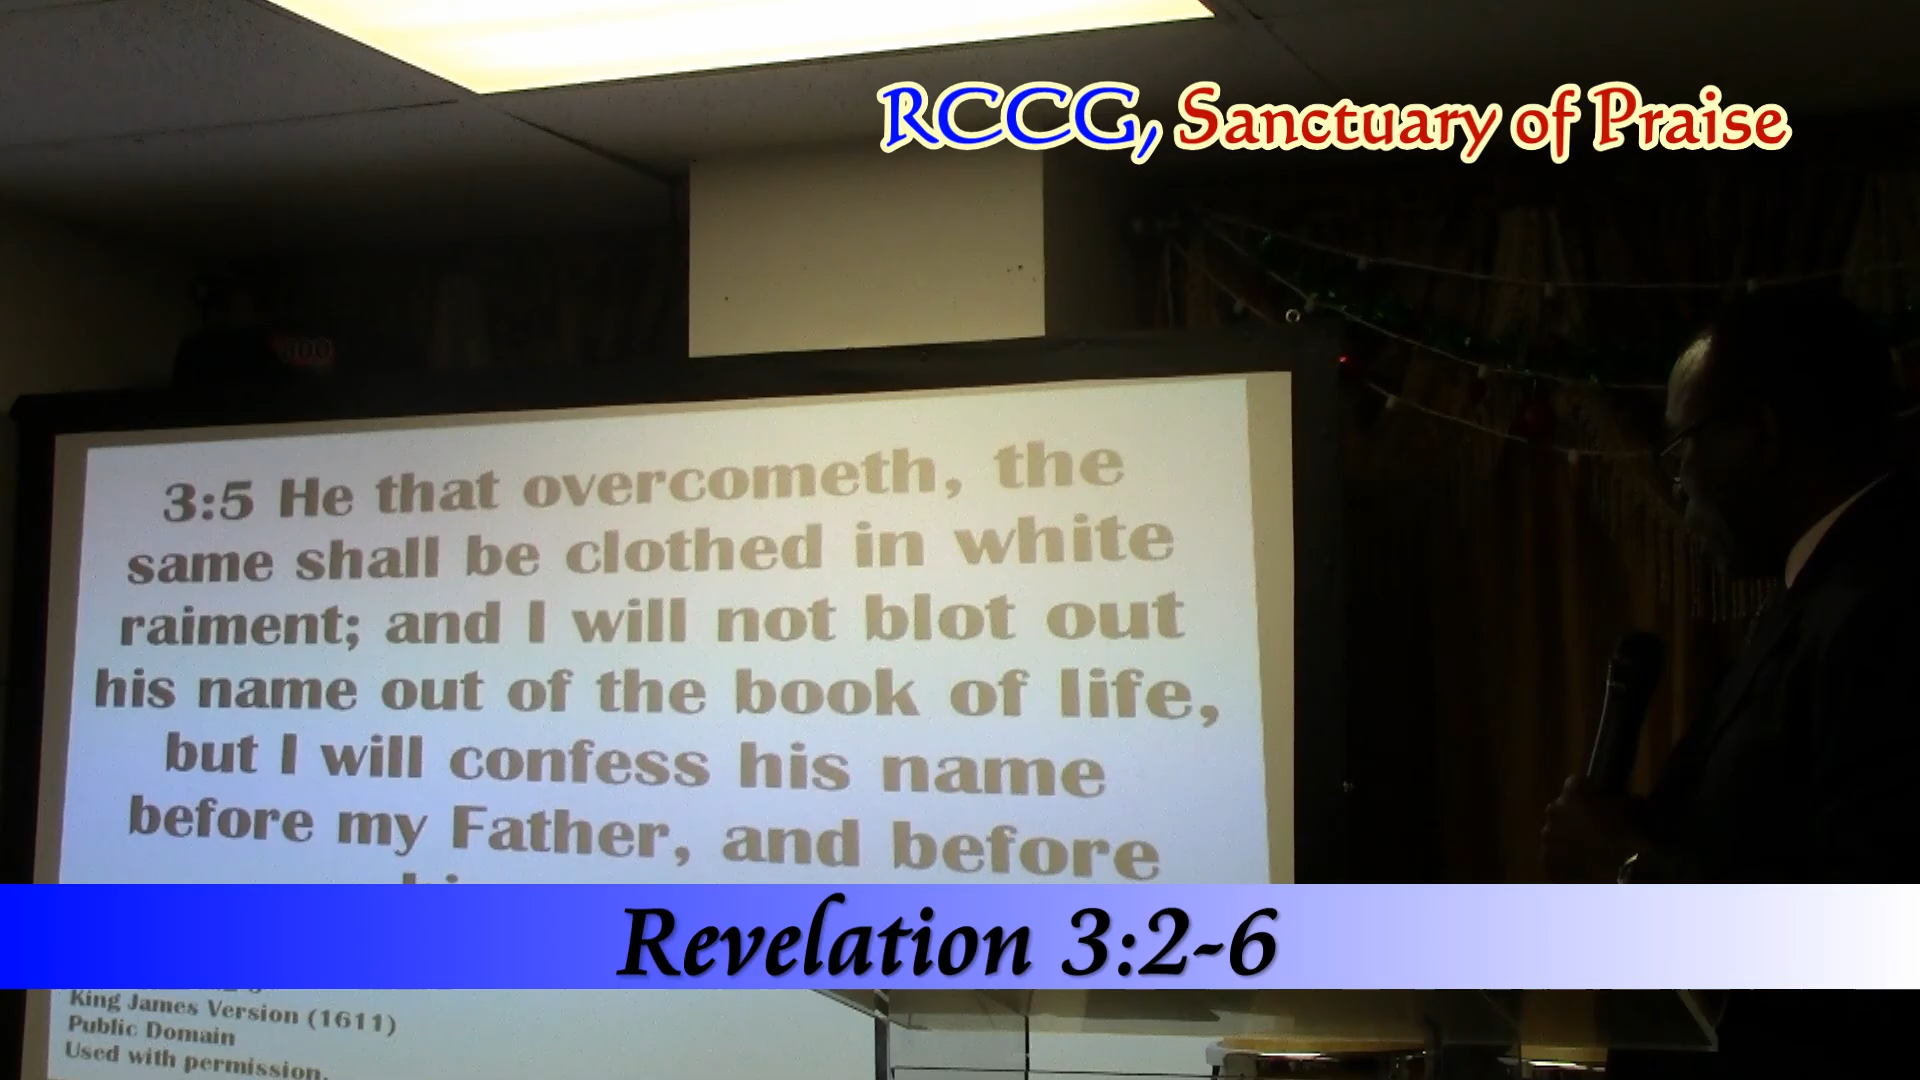 RCCG, Sanctuary of Praise
3:5 He that overcometh, the
same shall be clothed in white
raiment; and I will not blot out
his name out of the book of life,
but I will confess his name
before my Father, and before
Revelation 3:2-6
King James Version (1611)
Public Domain
Used with permission.